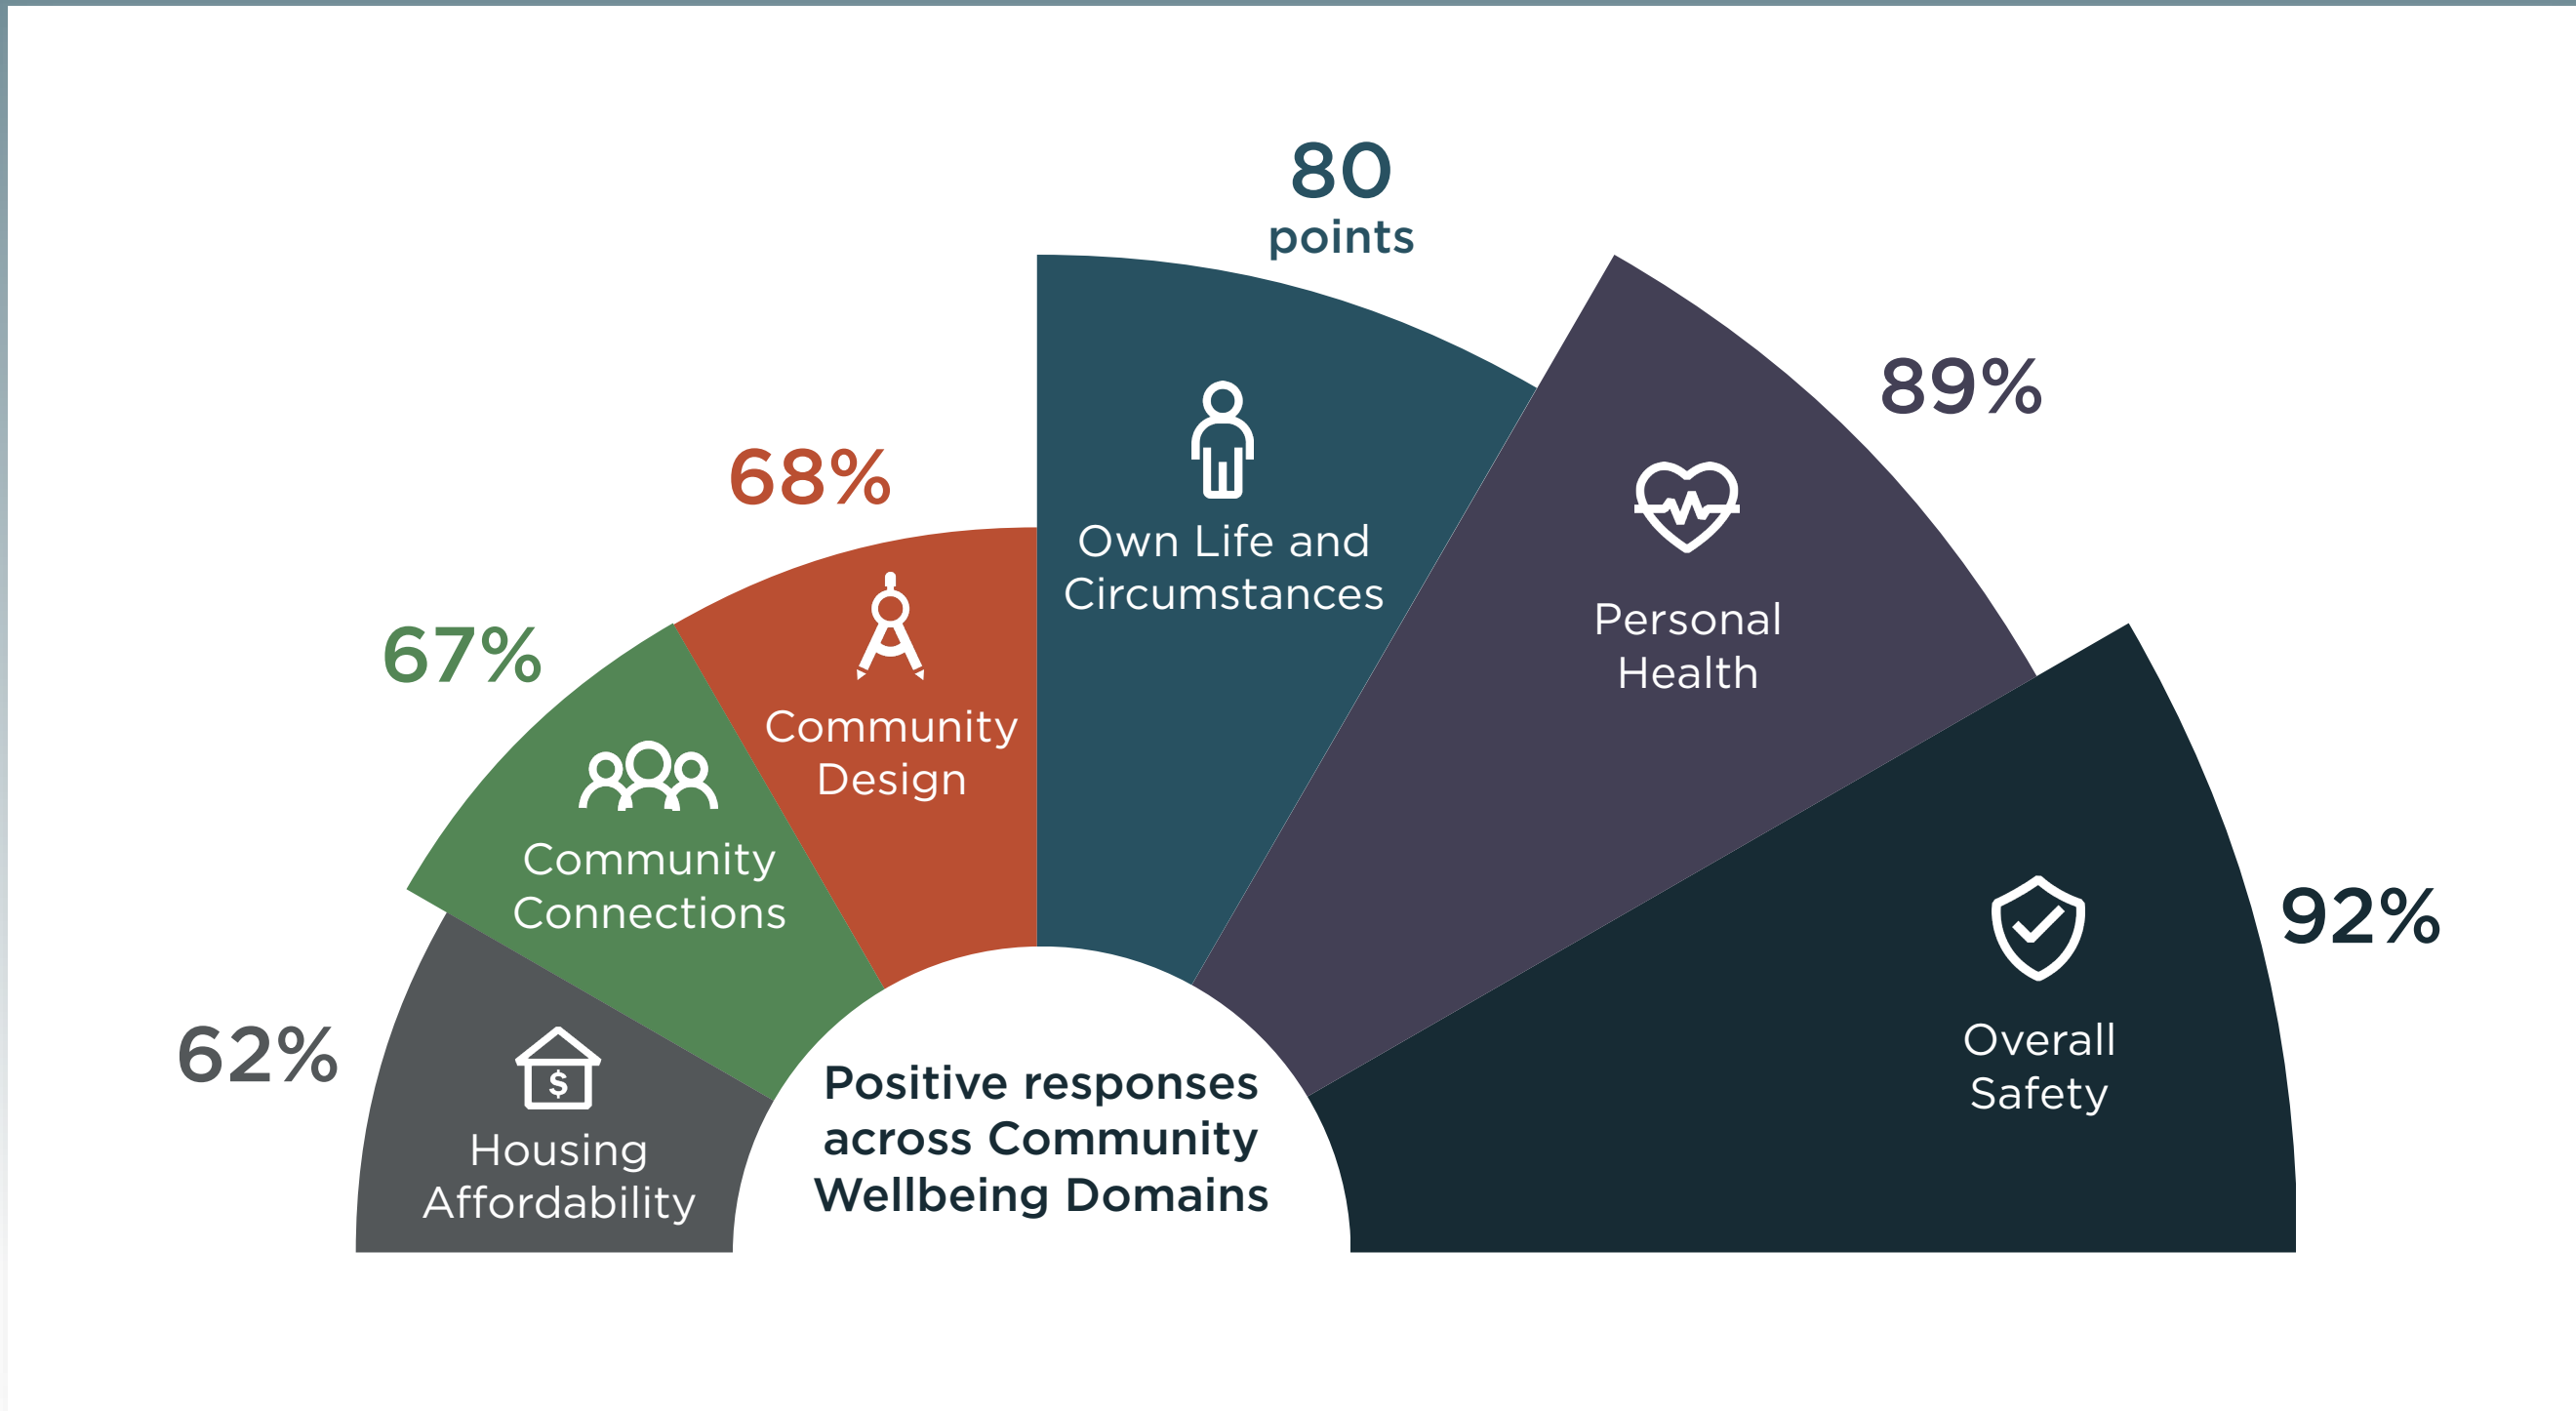 80
points
89%
68%
Own Life and
Circumstances
67%
Personal
Health
Community
Design
Community
Connections
92%
62%
Overall
Safety
$
Housing
Affordability
Positive responses
across Community
Wellbeing Domains